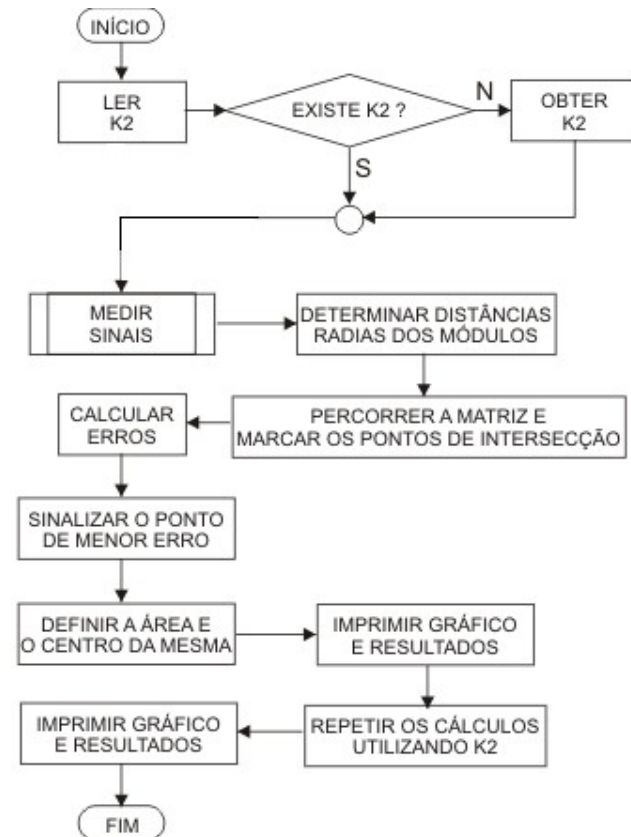 INÍCIO
LER
K2
EXISTE K2 ?
N
OBTER
K2
S
MEDIR
SINAIS
DETERMINAR DISTÂNCIAS
RADIAS DOS MÓDULOS
PERCORRER A MATRIZ E
MARCAR OS PONTOS DE INTERSECÇÃO
CALCULAR
ERROS
SINALIZAR O PONTO
DE MENOR ERRO
DEFINIR A ÁREA E
O CENTRO DA MESMA
IMPRIMIR GRÁFICO
E RESULTADOS
REPETIR OS CÁLCULOS
UTILIZANDO K2
IMPRIMIR GRÁFICO
E RESULTADOS
FIM